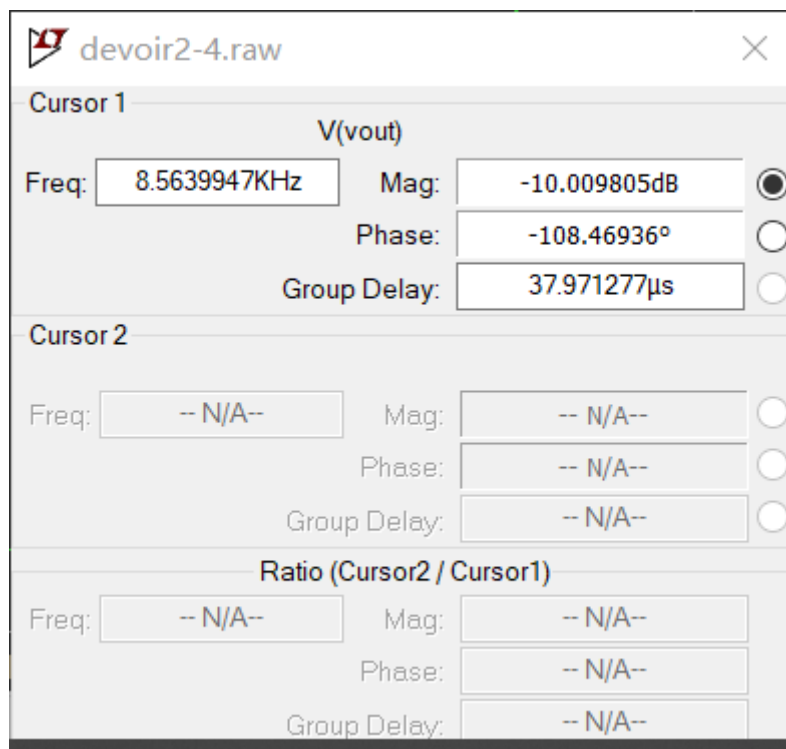 devoir2-4.raw
Cursor 1
V(vout)
Freq: 8.5639947KHz Mag: -10.009805dB
Phase: -108.46936°
Group Delay: 37.971277µs
Cursor 2
Freq: -- N/A-- Mag: -- N/A--
Phase: -- N/A--
Group Delay: -- N/A--
Ratio (Cursor2 / Cursor1)
Freq: -- N/A-- Mag: -- N/A--
Phase: -- N/A--
Group Delay: -- N/A--